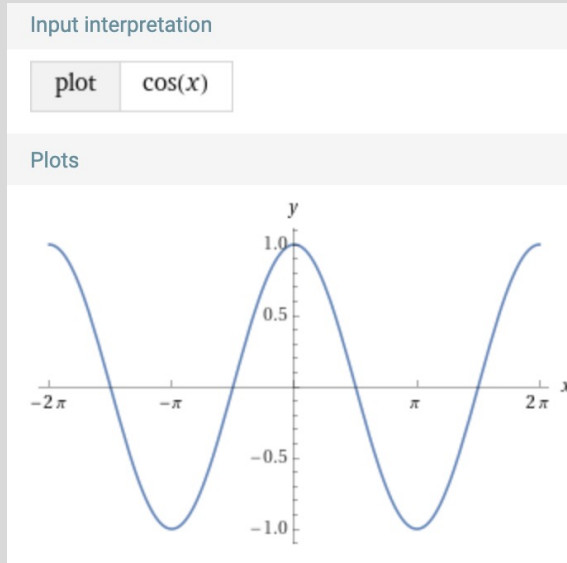 Input interpretation
plot cos(x)
Plots
y
1.0
0.5
-2π -π π 2π x
-0.5
-1.0